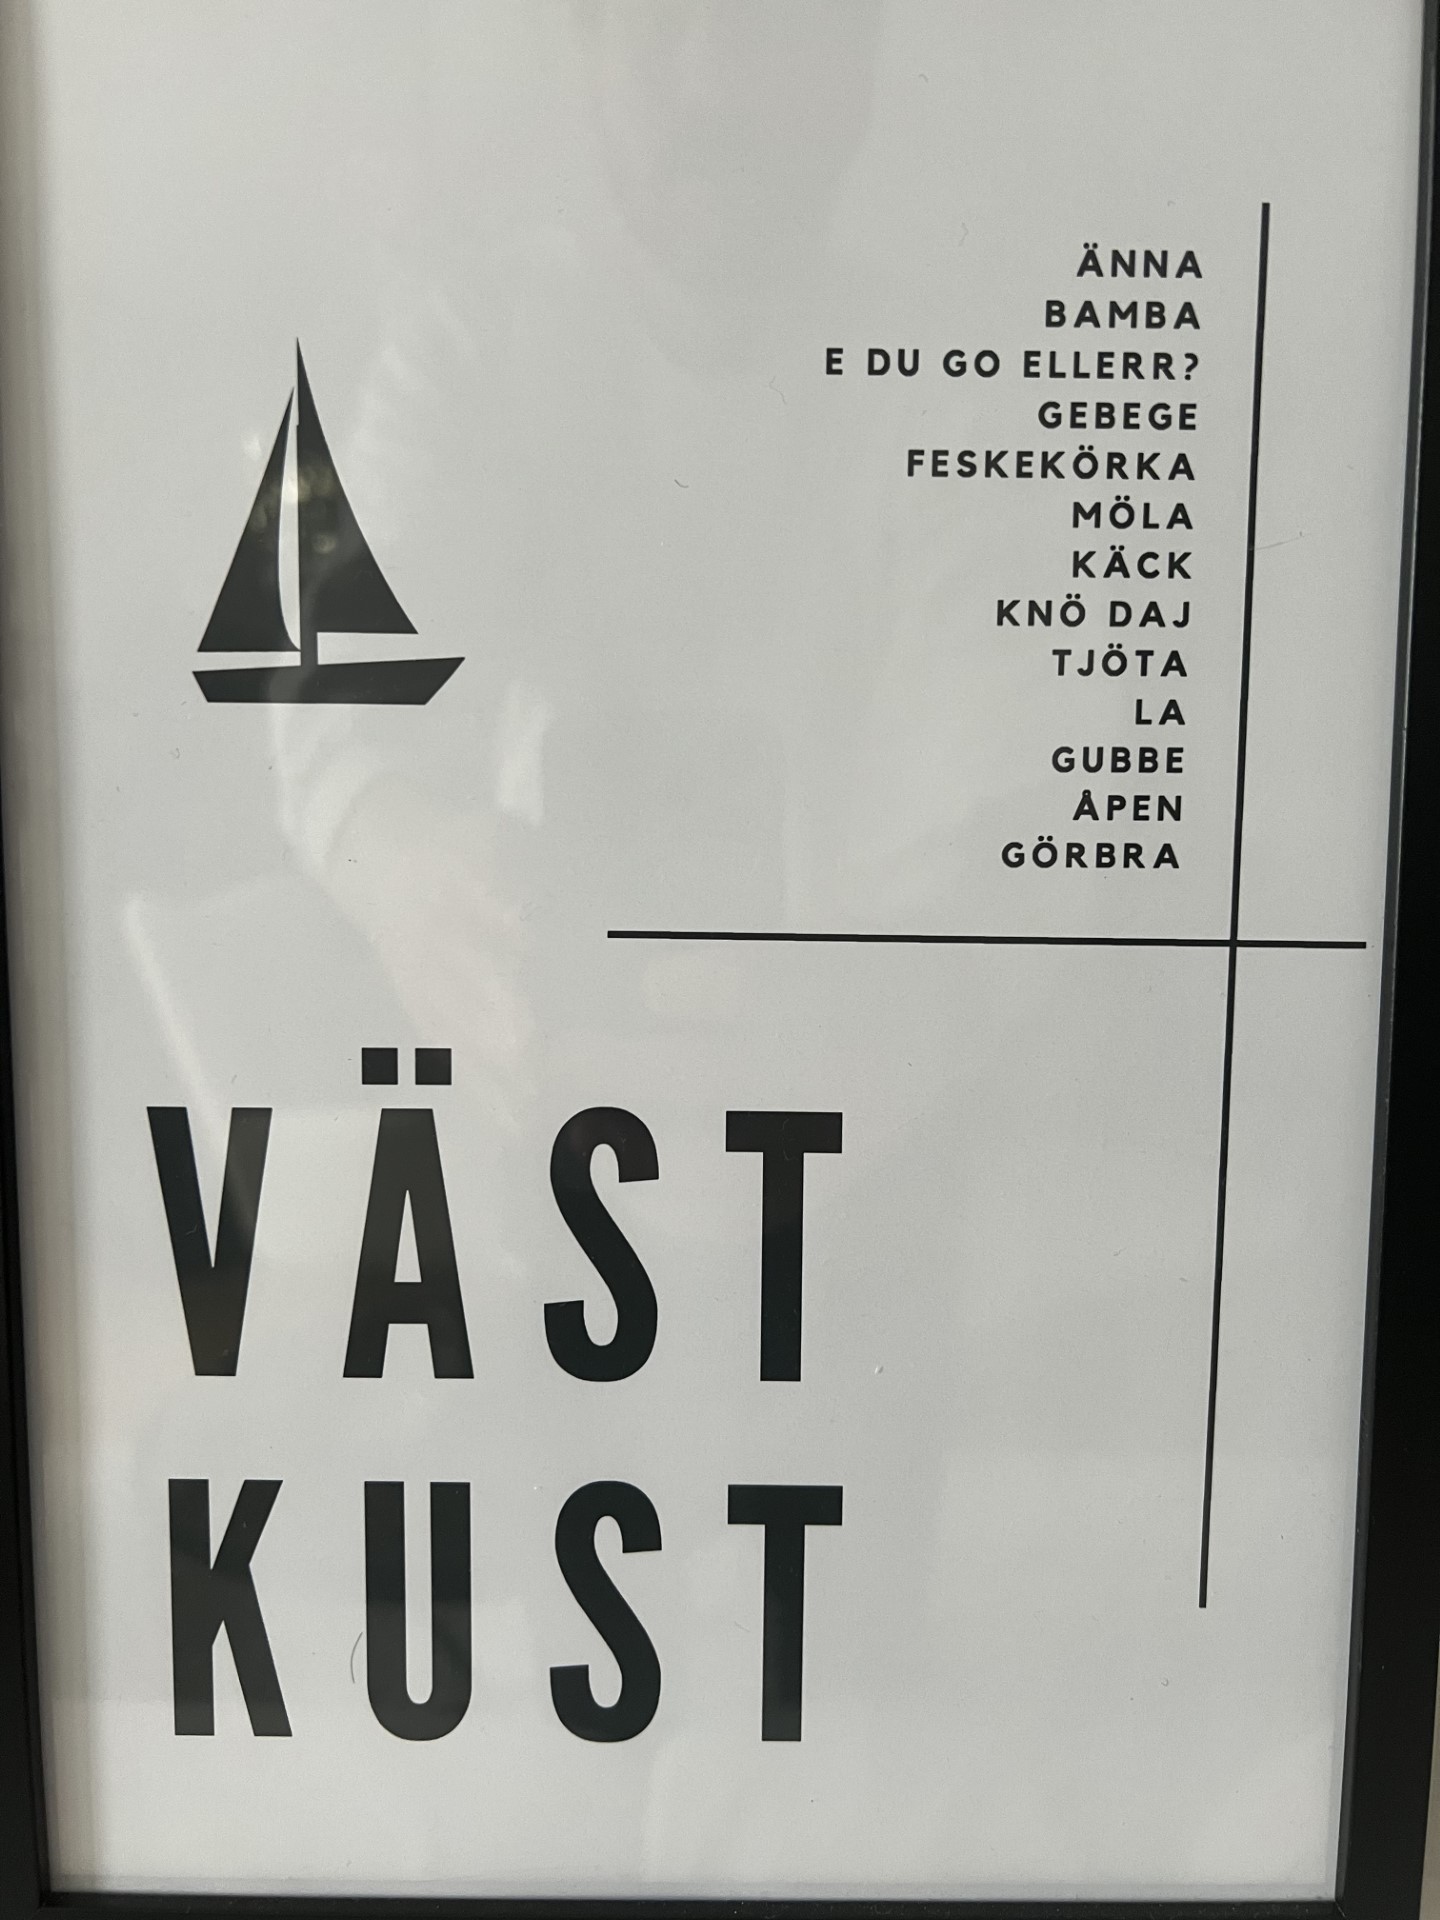 ÄNNA
BAMBA
E DU GO ELLERR?
GEBEGE
FESKEKÖRKA
MÖLA
KÄCK
KNÖ DAJ
TJÖTA
LA
GUBBE
ÅPEN
GÖRBRA
VÄST
KUST